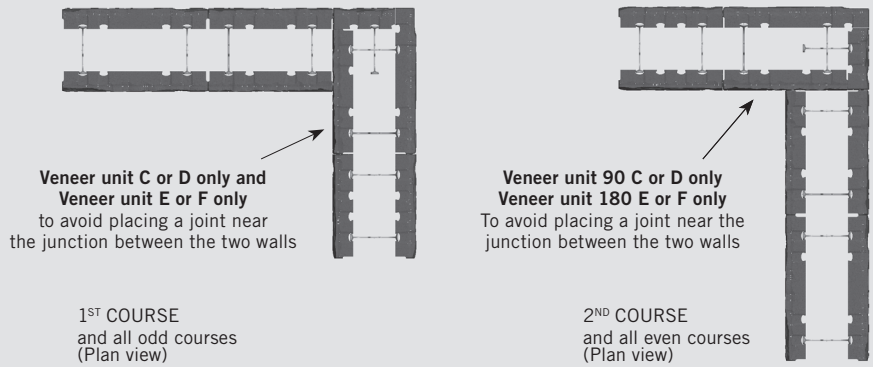 Veneer unit C or D only and
Veneer unit E or F only
to avoid placing a joint near
the junction between the two walls
1ST COURSE
and all odd courses
(Plan view)
Veneer unit 90 C or D only
Veneer unit 180 E or F only
To avoid placing a joint near the
junction between the two walls
2ND COURSE
and all even courses
(Plan view)